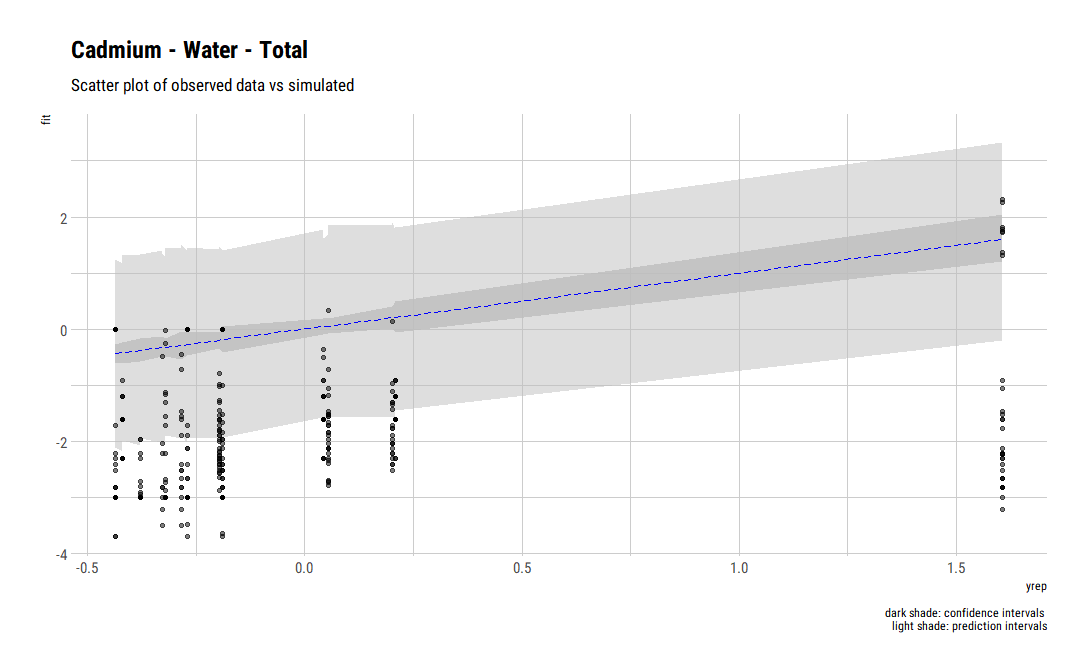 Cadmium - Water - Total
Scatter plot of observed data vs simulated
fit
2
0
-2
-4
-0.5 0.0 0.5 1.0 1.5
yrep
dark shade: confidence intervals
light shade: prediction intervals